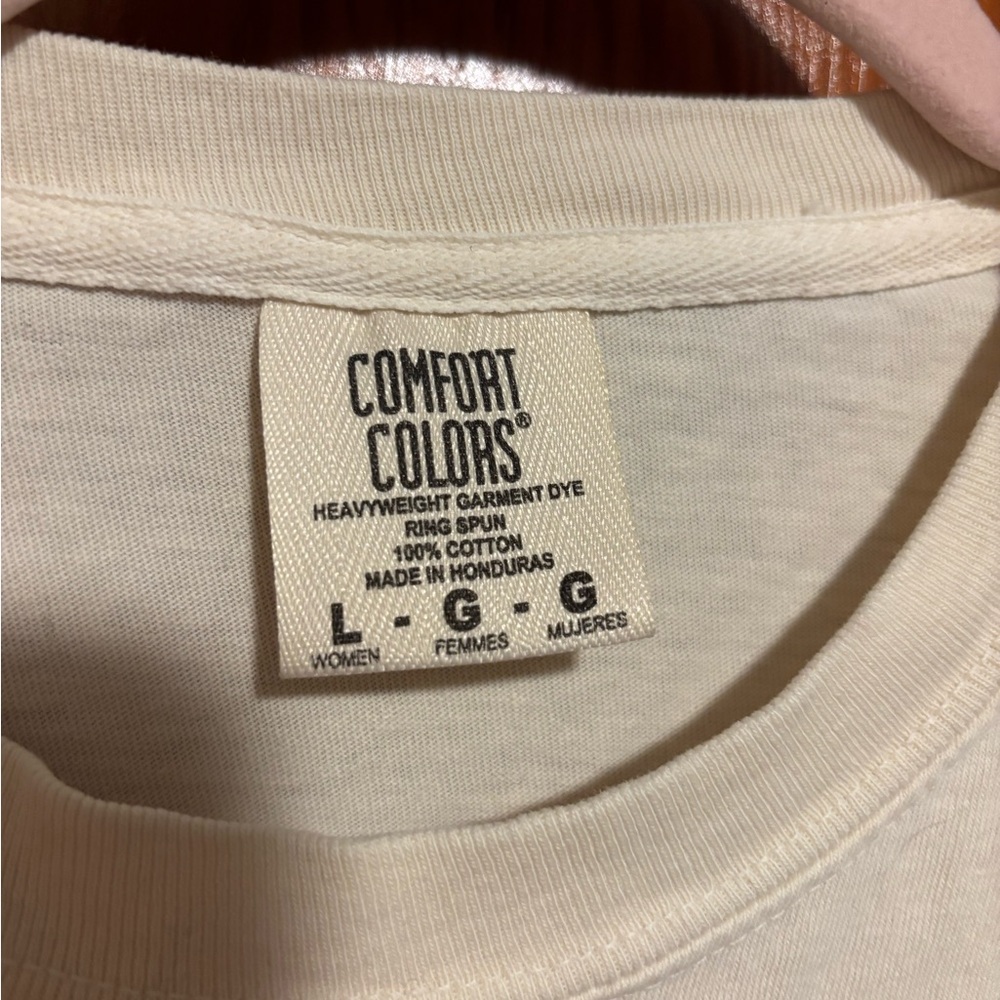 COMFORT
COLORS®
HEAVYWEIGHT GARMENT DYE
RING SPUN
100% COTTON
MADE IN HONDURAS
L - G - G
WOMEN FEMMES MUJERES